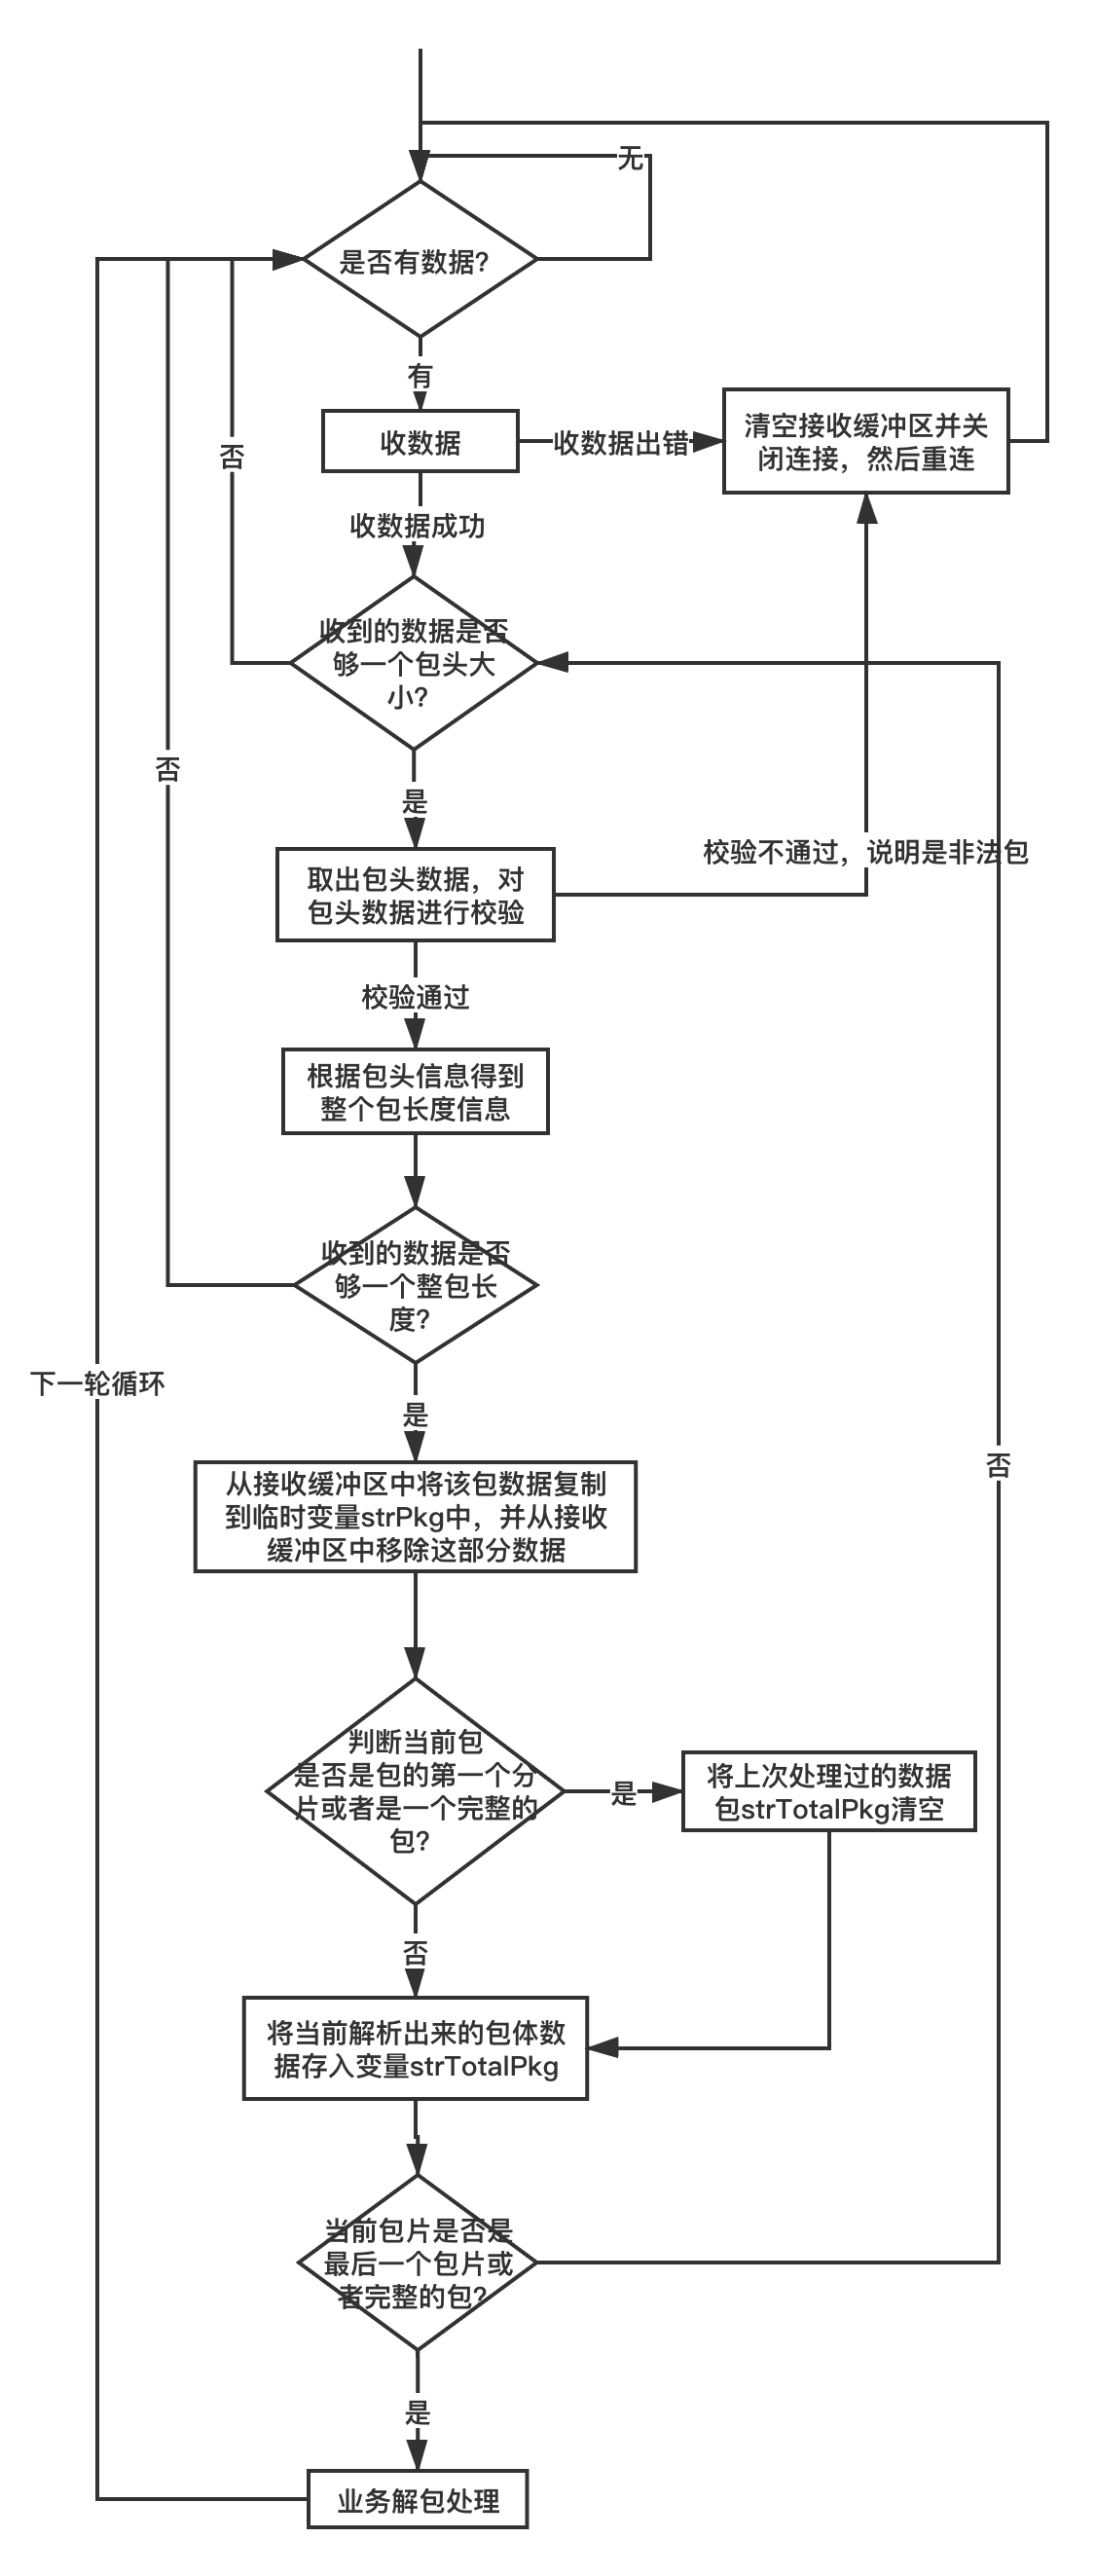 无
是否有数据?
有
收数据
收数据出错
清空接收缓冲区并关
闭连接，然后重连
否
收数据成功
收到的数据是否
够一个包头大
小?
否
是
校验不通过，说明是非法包
取出包头数据，对
包头数据进行校验
校验通过
根据包头信息得到
整个包长度信息
收到的数据是否
够一个整包长
度?
下一轮循环
是
否
从接收缓冲区中将该包数据复制
到临时变量strPkg中，并从接收
缓冲区中移除这部分数据
判断当前包
是否是包的第一个分
片或者是一个完整的
包?
是
将上次处理过的数据
包strTotalPkg清空
否
将当前解析出来的包体数
据存入变量strTotalPkg
当前包片是否是
最后一个包片或
者完整的包?
是
业务解包处理